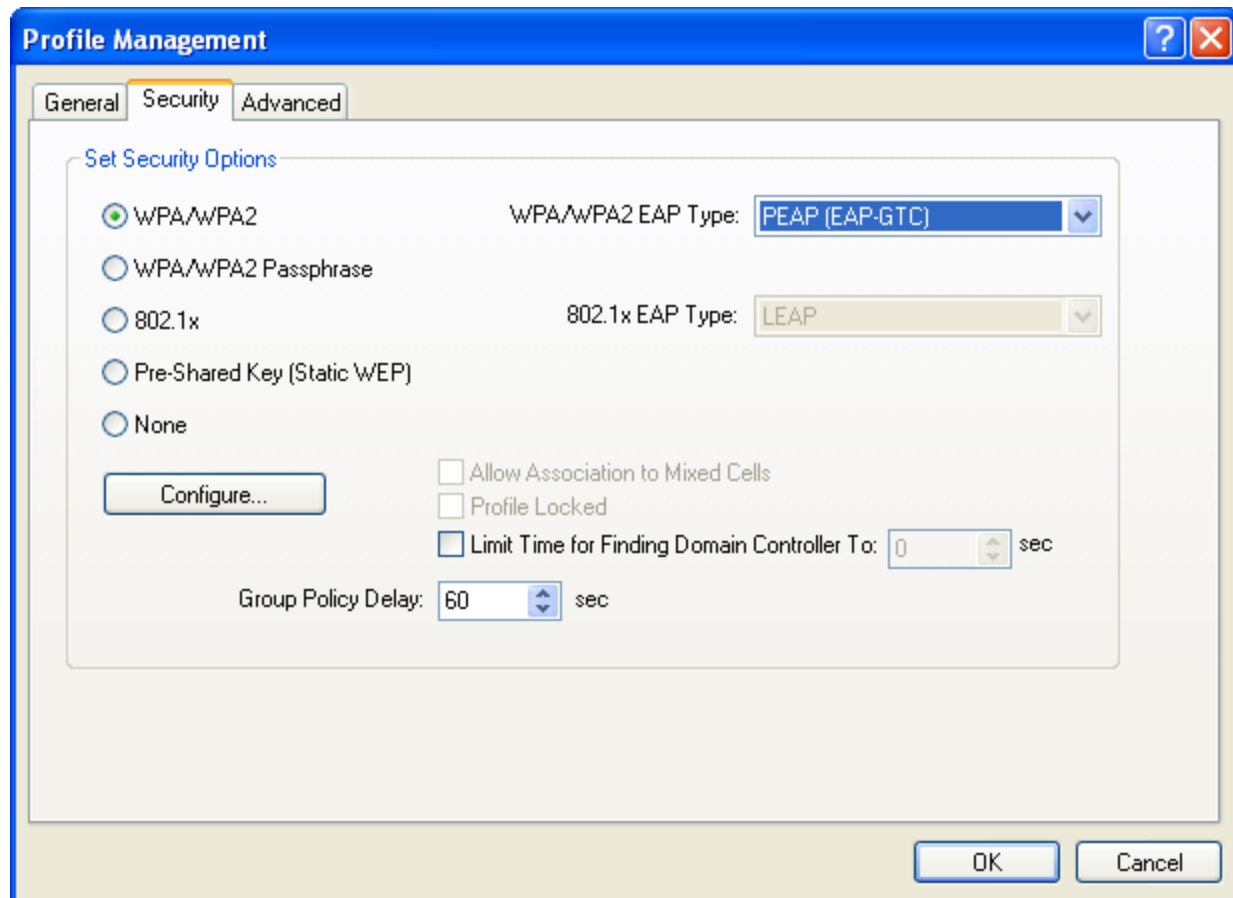 Profile Management
General Security Advanced
Set Security Options
WPA/WPA2 WPA/WPA2 EAP Type: PEAP (EAP-GTC)
WPA/WPA2 Passphrase
802.1x 802.1x EAP Type: LEAP
Pre-Shared Key (Static WEP)
None
Configure...
Allow Association to Mixed Cells
Profile Locked
Limit Time for Finding Domain Controller To: 0 sec
Group Policy Delay: 60 sec
OK Cancel